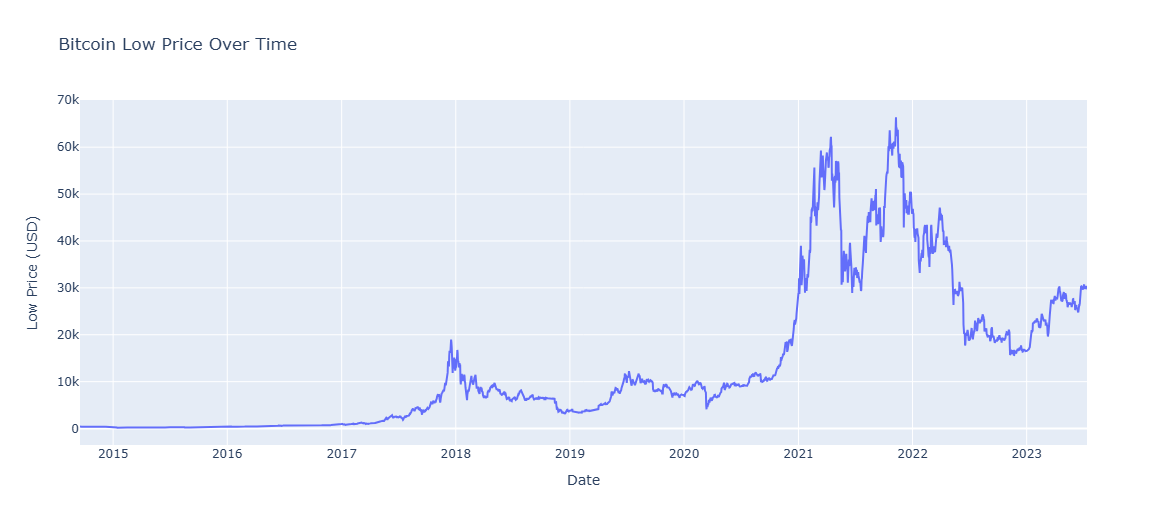 Bitcoin Low Price Over Time
70k
60k
50k
40k
30k
20k
10k
0
Low Price (USD)
2015 2016 2017 2018 2019 2020 2021 2022 2023
Date